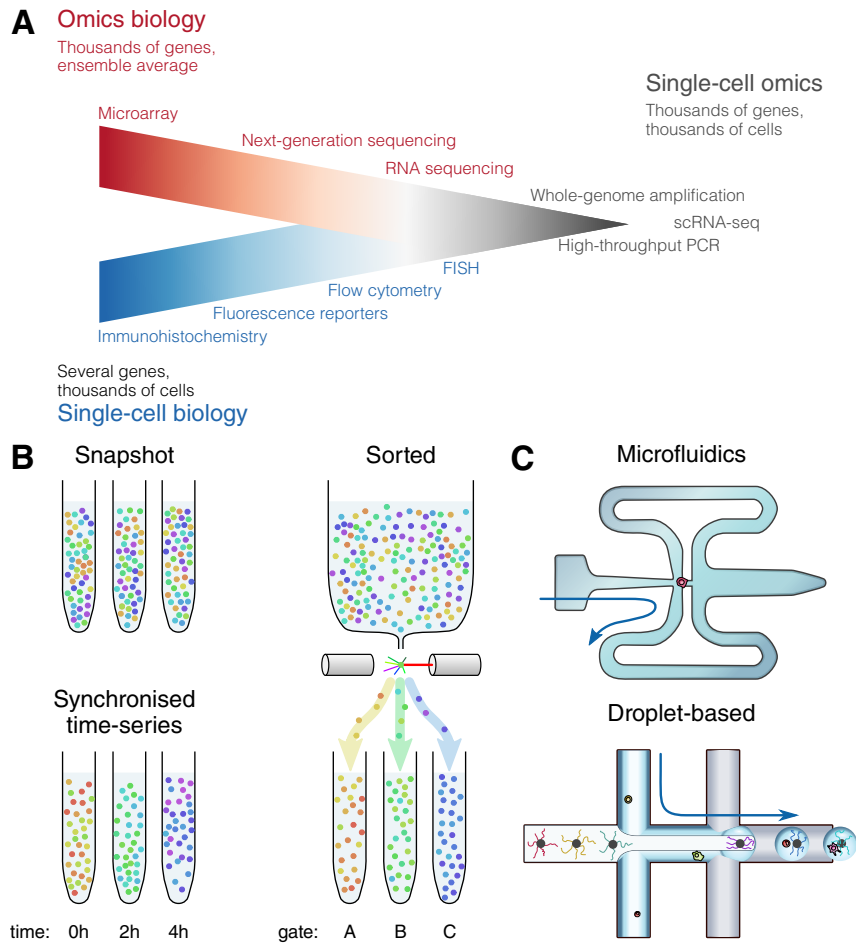 A
Omics biology
Thousands of genes,
ensemble average
Single-cell omics
Thousands of genes,
thousands of cells
Microarray
Next-generation sequencing
RNA sequencing
Whole-genome amplification
scRNA-seq
High-throughput PCR
FISH
Flow cytometry
Fluorescence reporters
Immunohistochemistry
Several genes,
thousands of cells
Single-cell biology
B
Snapshot
Sorted
Synchronised
time-series
time: 0h 2h 4h
gate: A B C
C
Microfluidics
Droplet-based